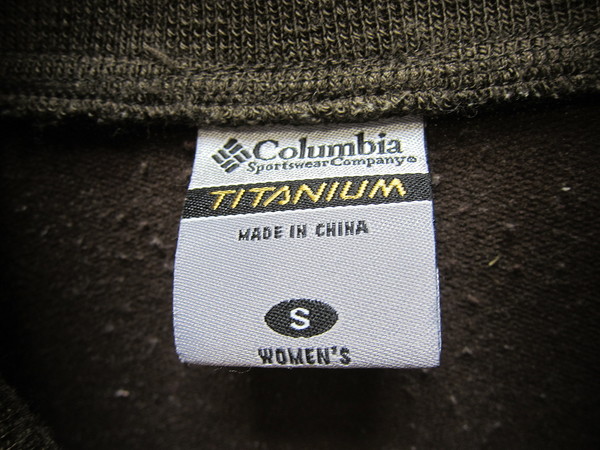 Columbia
Sportswear Company®
TITANIUM
MADE IN CHINA
S
WOMEN'S